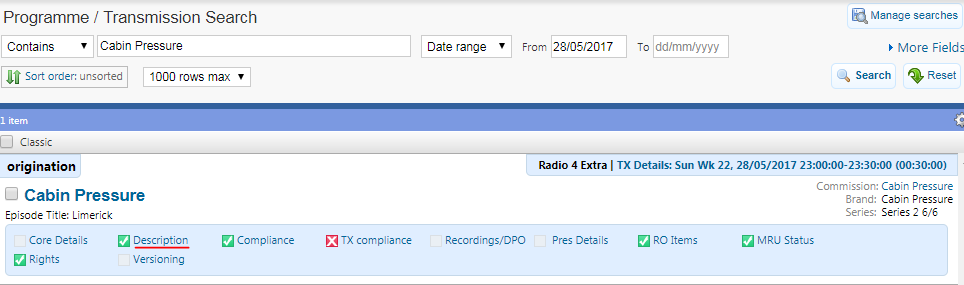 Programme / Transmission Search
Manage searches
Contains Cabin Pressure Date range From 28/05/2017 To dd/mm/yyyy
More Fields
Sort order: unsorted 1000 rows max Search Reset
1 item
Classic
origination Radio 4 Extra | TX Details: Sun Wk 22, 28/05/2017 23:00:00-23:30:00 (00:30:00)
Cabin Pressure
Commission: Cabin Pressure
Brand: Cabin Pressure
Episode Title: Limerick
Series: Series 2 6/6
Core Details Description Compliance TX compliance Recordings/DPO Pres Details RO Items MRU Status
Rights Versioning